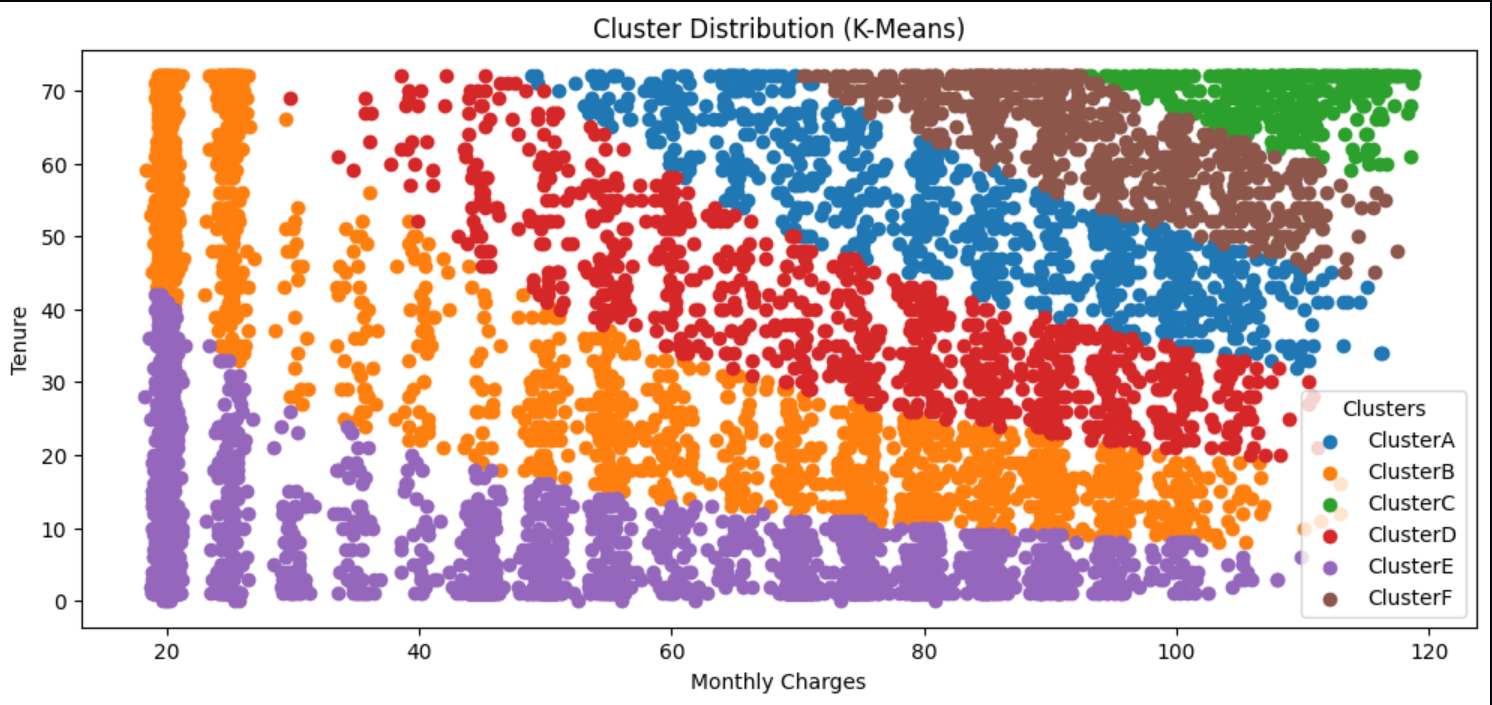 Cluster Distribution (K-Means)
Tenure
70
60
50
40
30
20
10
0
Clusters
ClusterA
ClusterB
ClusterC
ClusterD
ClusterE
ClusterF
20 40 60 80 100 120
Monthly Charges